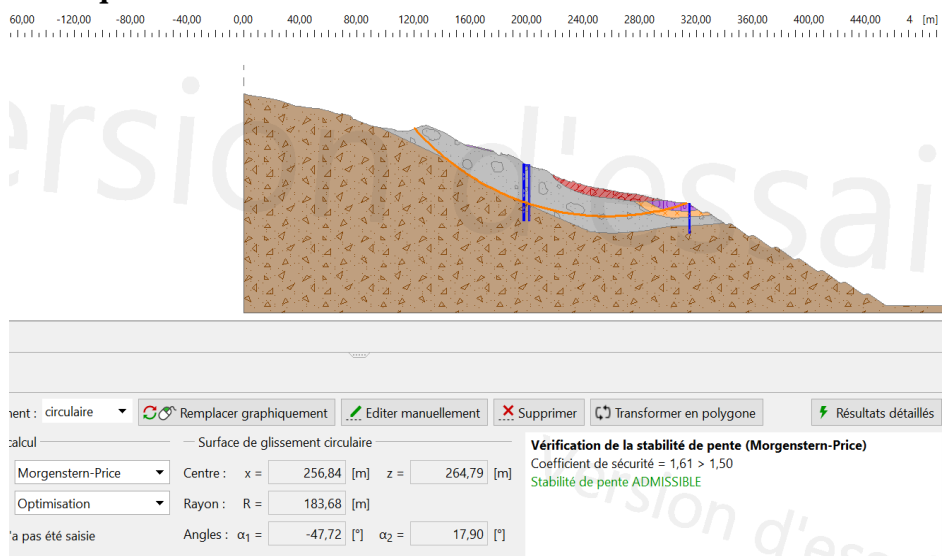 60,00 -120,00 -80,00 -40,00 0,00 40,00 80,00 120,00 160,00 200,00 240,00 280,00 320,00 360,00 400,00 440,00 4 [m]
ersion d'essai
ment : circulaire Remplacer graphiquement Editer manuellement Supprimer Transformer en polygone Résultats détaillés
calcul Surface de glissement circulaire Vérification de la stabilité de pente (Morgenstern-Price)
Morgenstern-Price Centre : x = 256,84 [m] z = 264,79 [m] Coefficient de sécurité = 1,61 > 1,50
Stabilité de pente ADMISSIBLE
Optimisation Rayon : R = 183,68 [m]
'a pas été saisie Angles : α1 = -47,72 [°] α2 = 17,90 [°]
version d'essa